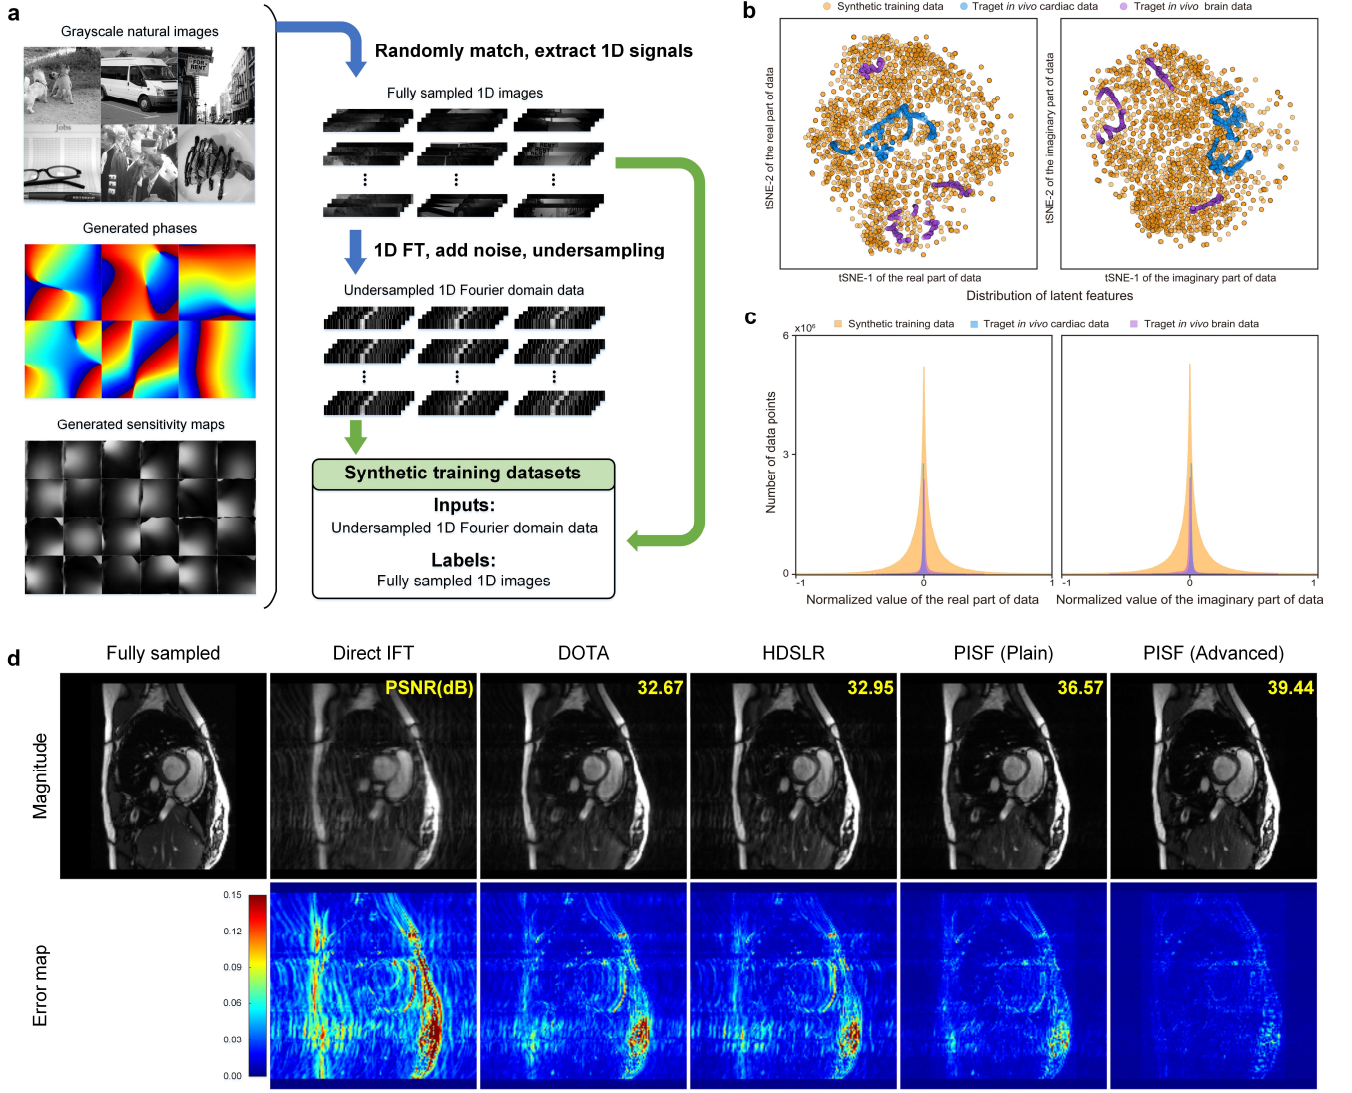 a
Grayscale natural images
FOR
RENT
jobs
FEE
Generated phases
Generated sensitivity maps
Randomly match, extract 1D signals
Fully sampled 1D images
1D FT, add noise, undersampling
Undersampled 1D Fourier domain data
Synthetic training datasets
Inputs:
Undersampled 1D Fourier domain data
Labels:
Fully sampled 1D images
b
Synthetic training data Traget in vivo cardiac data Traget in vivo brain data
tSNE-2 of the real part of data
tSNE-1 of the real part of data
tSNE-2 of the imaginary part of data
tSNE-1 of the imaginary part of data
Distribution of latent features
c
Synthetic training data Traget in vivo cardiac data Traget in vivo brain data
x10⁶
6
3
0
Number of data points
-1 0 1
Normalized value of the real part of data
-1 0 1
Normalized value of the imaginary part of data
d
Fully sampled Direct IFT DOTA HDSLR PISF (Plain) PISF (Advanced)
Magnitude
PSNR(dB) 32.67 32.95 36.57 39.44
Error map
0.15
0.12
0.09
0.06
0.03
0.00